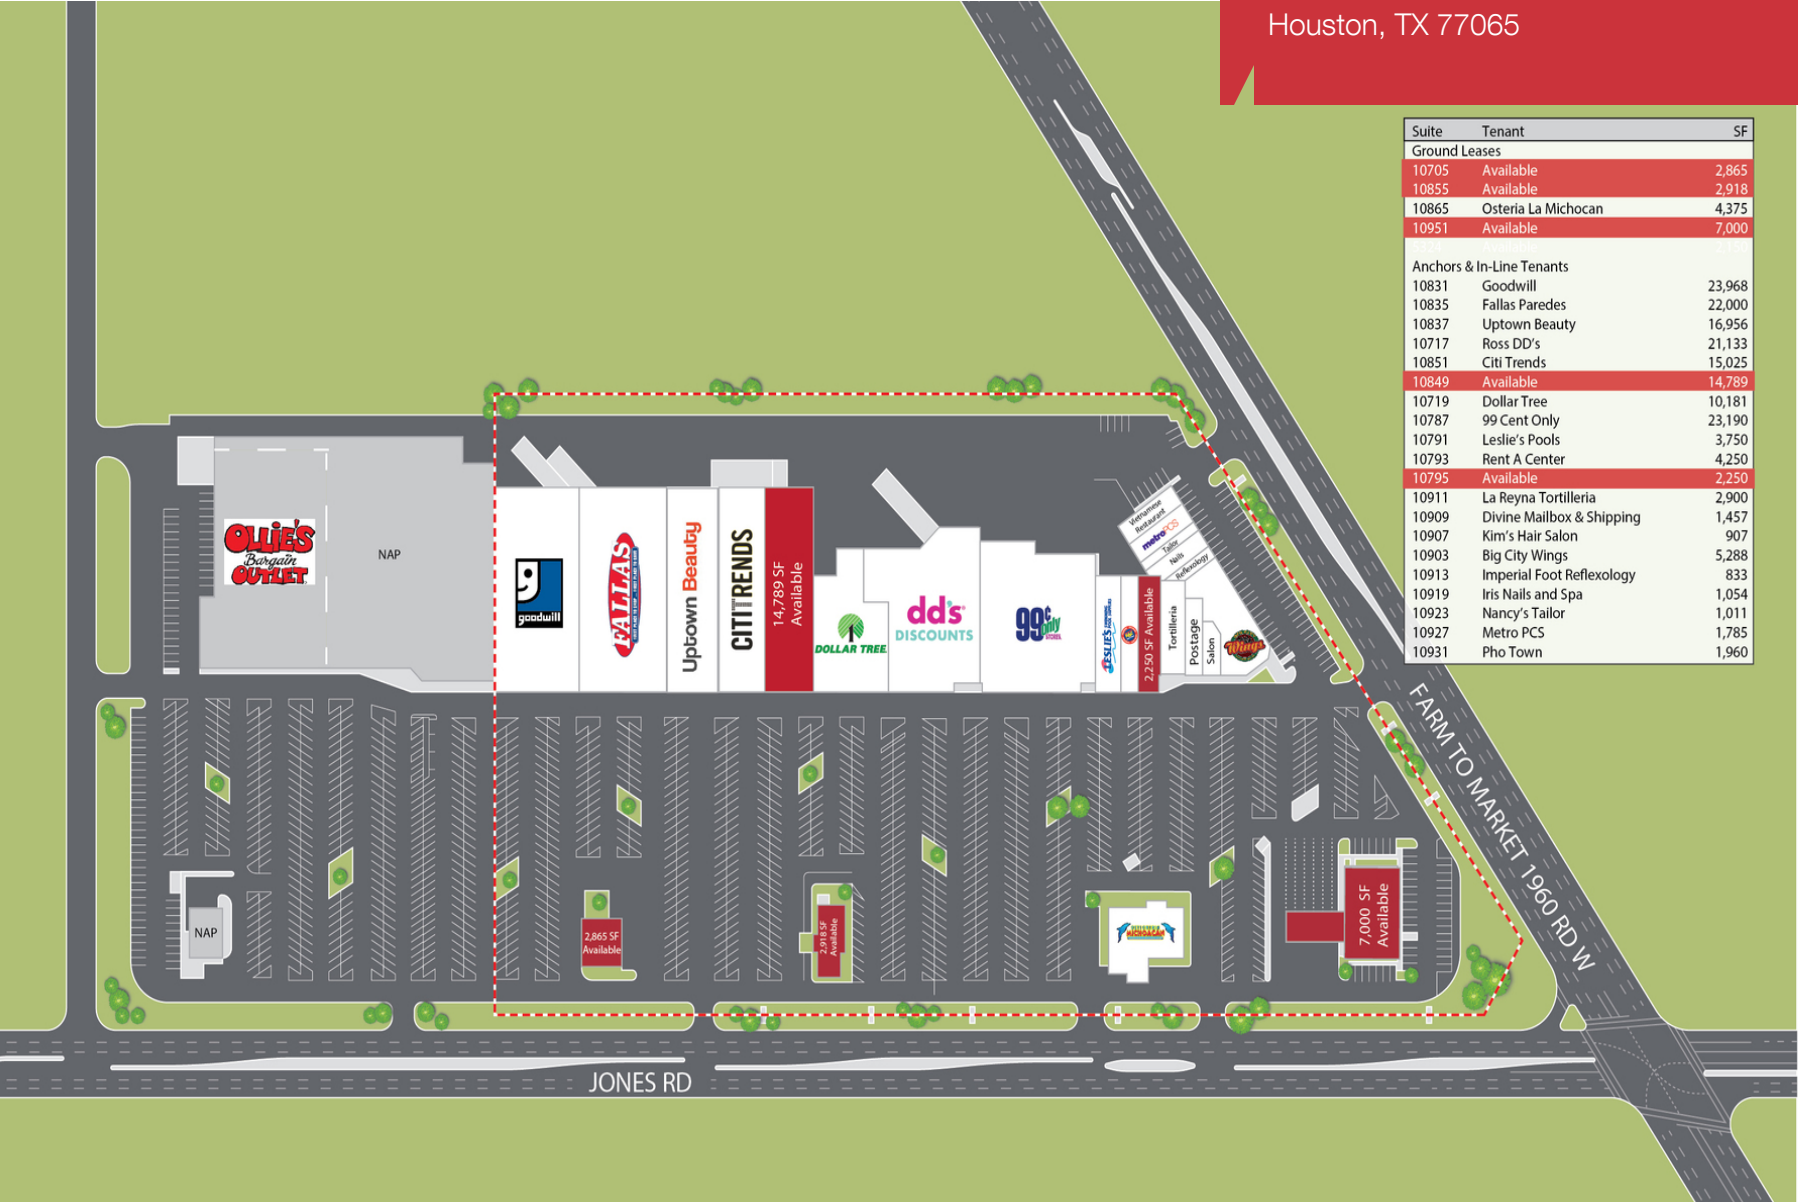 Houston, TX 77065
Suite Tenant SF
Ground Leases
10705 Available 2,865
10855 Available 2,918
10865 Osteria La Michocan 4,375
10951 Available 7,000
Available
Anchors & In-Line Tenants
10831 Goodwill 23,968
10835 Fallas Paredes 22,000
10837 Uptown Beauty 16,956
10717 Ross DD's 21,133
10851 Citi Trends 15,025
10849 Available 14,789
10719 Dollar Tree 10,181
10787 99 Cent Only 23,190
10791 Leslie's Pools 3,750
10793 Rent A Center 4,250
10795 Available 2,250
10911 La Reyna Tortilleria 2,900
10909 Divine Mailbox & Shipping 1,457
10907 Kim's Hair Salon 907
10903 Big City Wings 5,288
10913 Imperial Foot Reflexology 833
10919 Iris Nails and Spa 1,054
10923 Nancy's Tailor 1,011
10927 Metro PCS 1,785
10931 Pho Town 1,960
OLLIE'S
Bargain
OUTLET
NAP
goodwill
FALLAS
Uptown Beauty
CITITRENDS
14,789 SF
Available
DOLLAR TREE
dd's
DISCOUNTS
99¢
only
STORES
LESLIE'S
2,250 SF Available
Tortilleria
Postage
Salon
Wings
Vietnamese
Restaurant
metroPCS
Tailor
Nails
Reflexology
NAP
2,865 SF
Available
2,918 SF
Available
MICHOACAN
7,000 SF
Available
FARM TO MARKET 1960 RD W
JONES RD